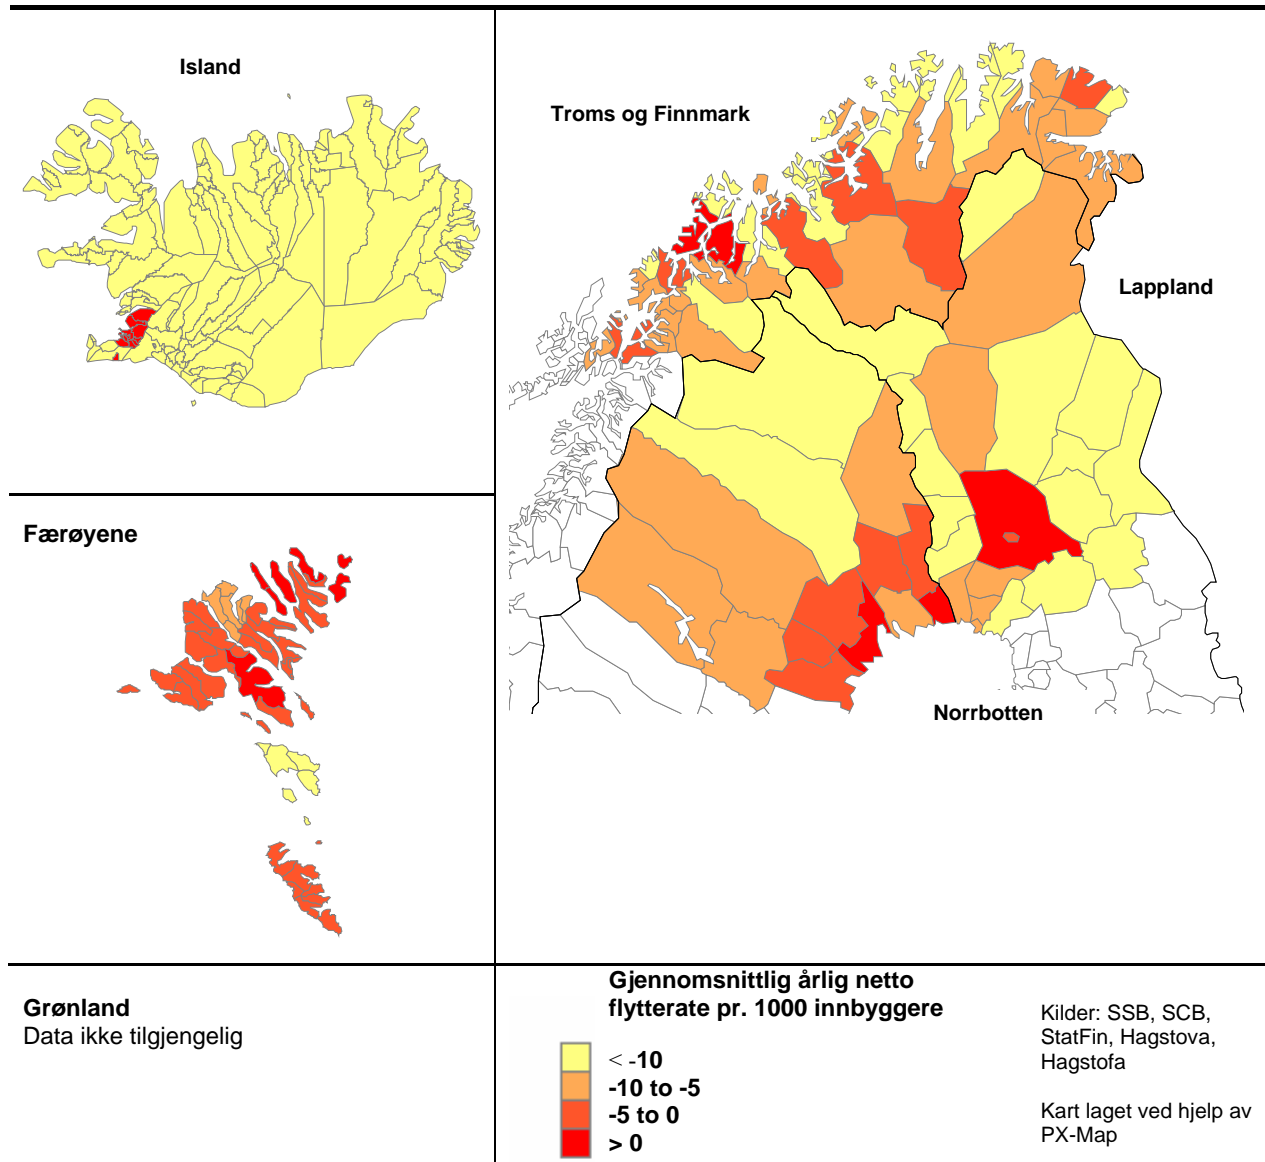 Island
Troms og Finnmark
Lappland
Færøyene
Norrbotten
Grønland
Data ikke tilgjengelig
Gjennomsnittlig årlig netto
flytterate pr. 1000 innbyggere
< -10
-10 to -5
-5 to 0
> 0
Kilder: SSB, SCB,
StatFin, Hagstova,
Hagstofa
Kart laget ved hjelp av
PX-Map